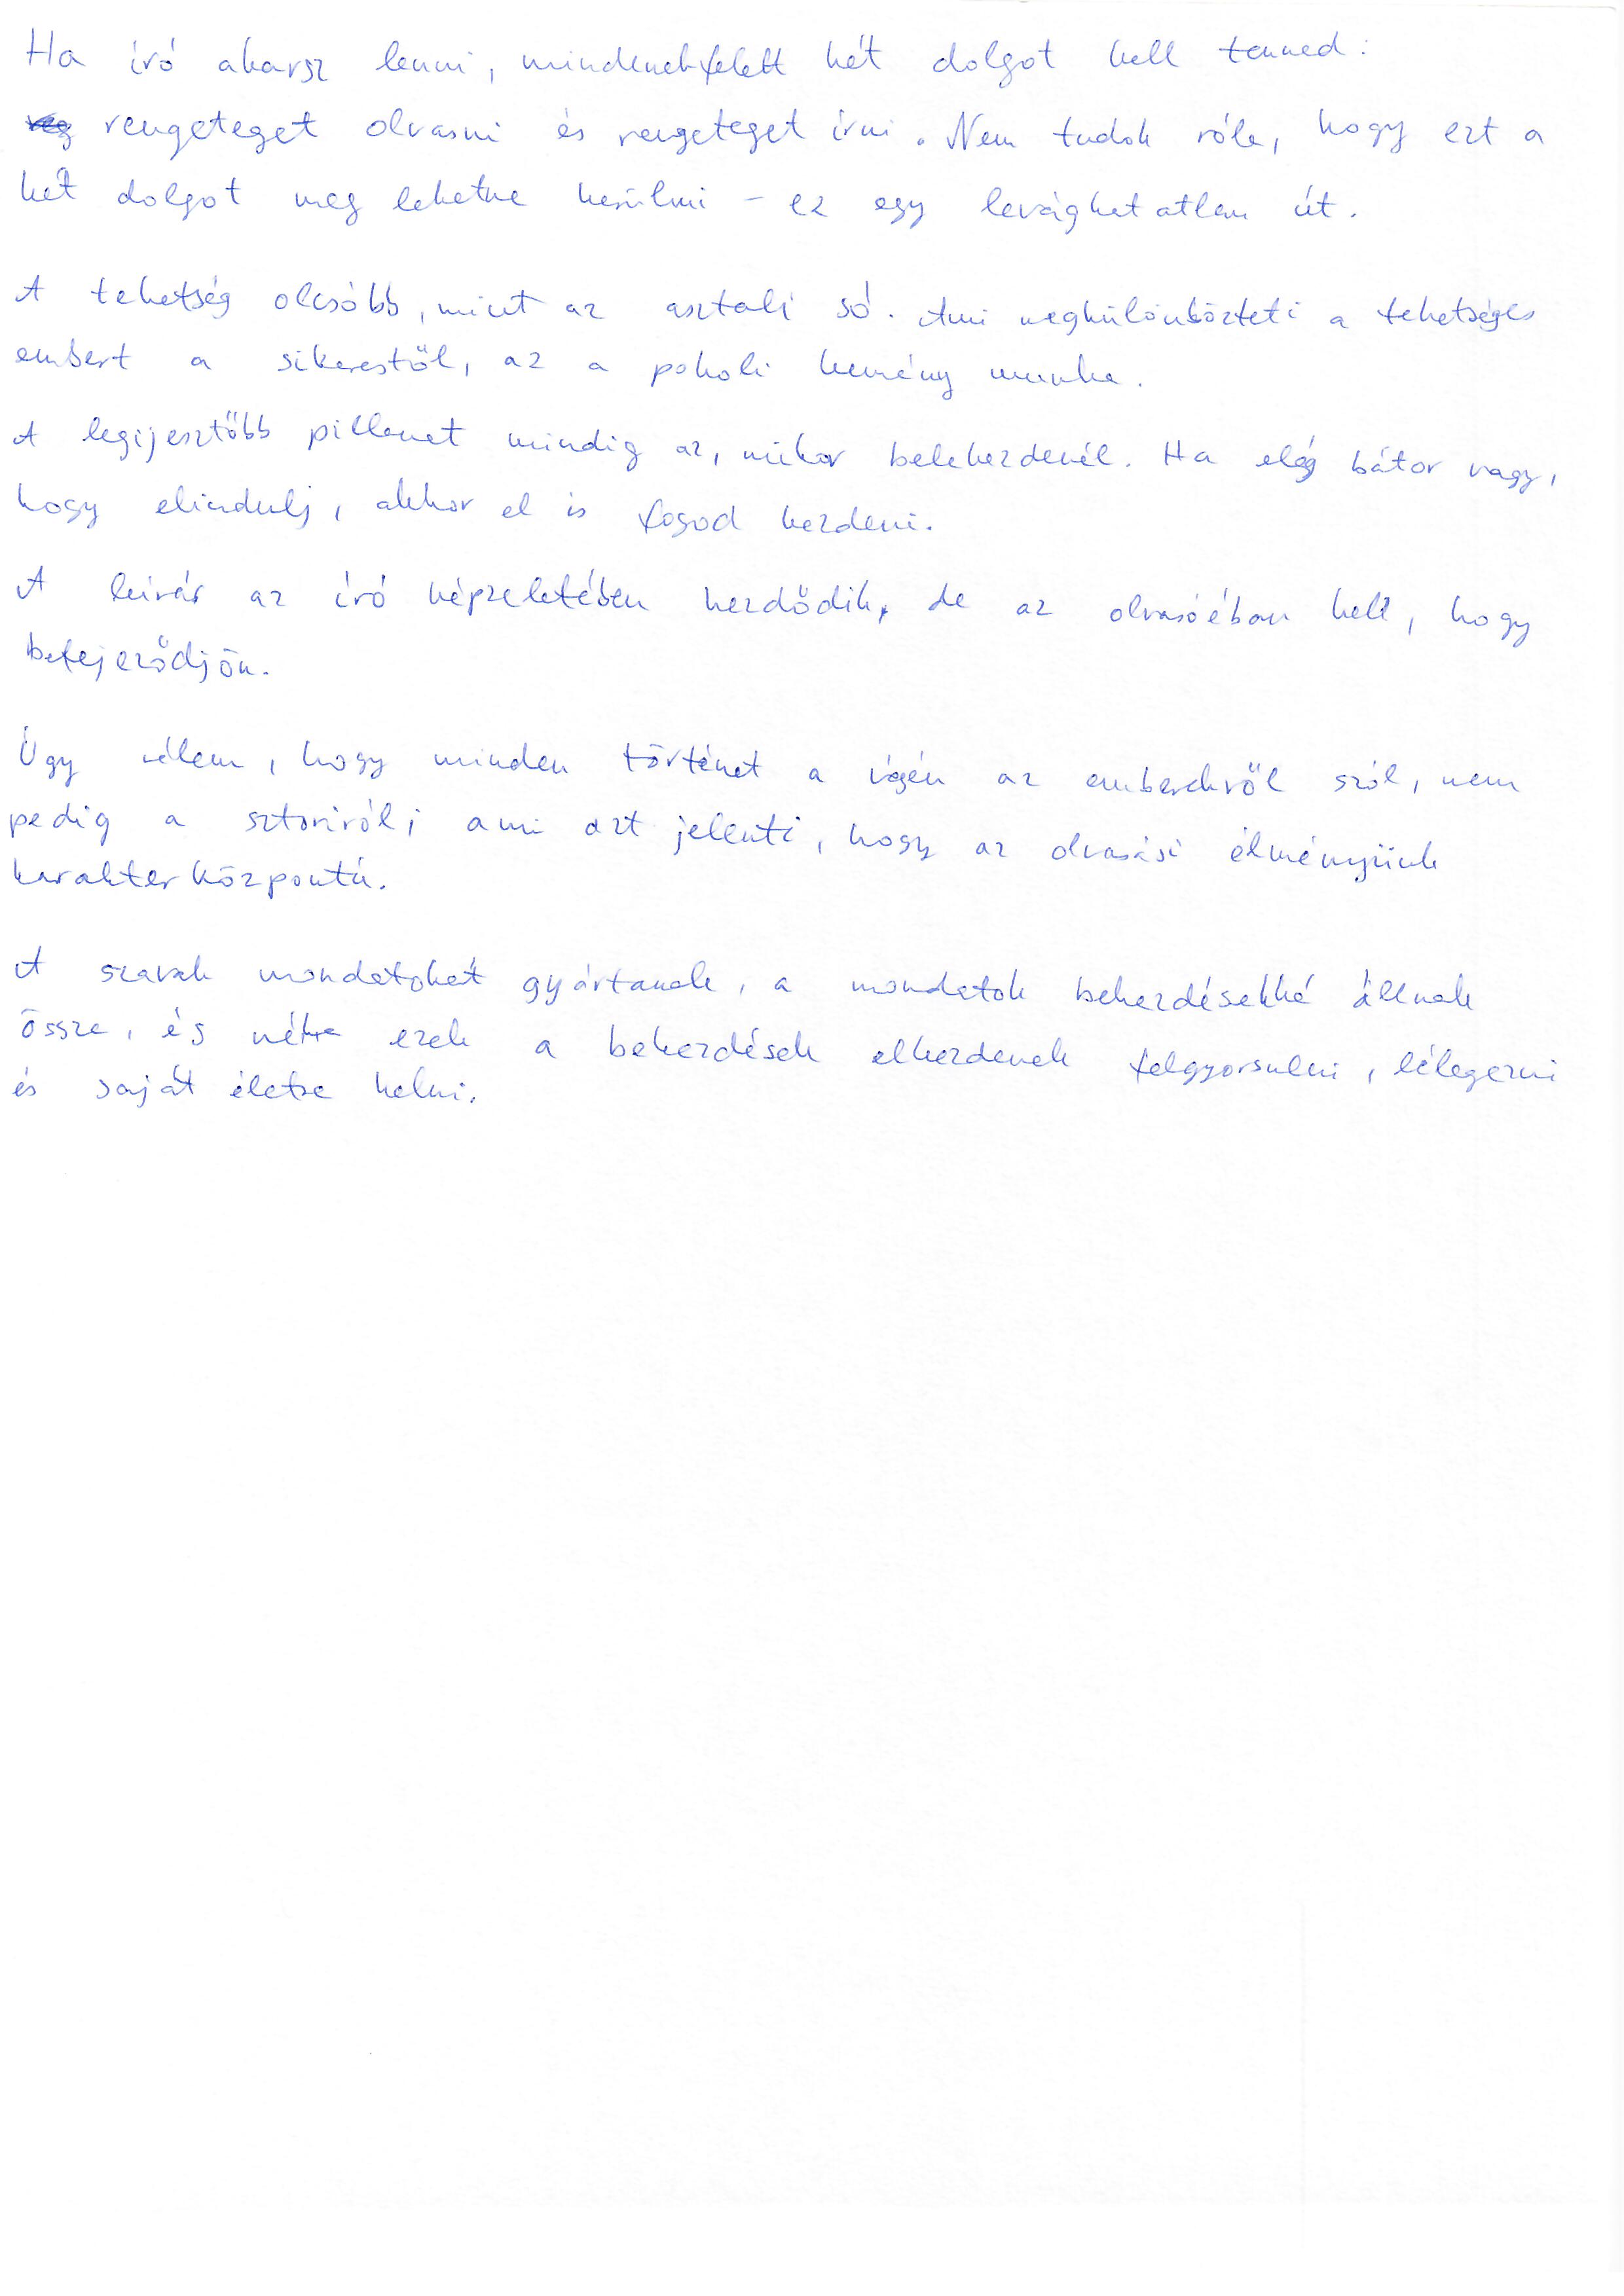 Ha író akarsz lenni, mindenekfelett két dolgot kell tenned:
rengeteget olvasni és rengeteget írni. Nem tudok róla, hogy ezt a
két dolgot meg lehetne kerülni - ez egy levághatatlan út.
A tehetség olcsóbb, mint az asztali só. Ami megkülönbözteti a tehetséges
embert a sikerestől, az a pokoli kemény munka.
A legijesztőbb pillanat mindig az, mikor belekezdenél. Ha elég bátor vagy,
hogy elindulj, akkor el is fogod kezdeni.
A leírás az író képzeletében kezdődik, de az olvasóéban kell, hogy
befejeződjön.
Úgy vélem, hogy minden történet a végén az emberekről szól, nem
pedig a sztoriról; ami azt jelenti, hogy az olvasási élményünk
karakterközpontú.
A szavak mondatokat gyártanak, a mondatok bekezdésekké állnak
össze, és néha ezek a bekezdések elkezdenek felgyorsulni, lélegezni
és saját életre kelni.